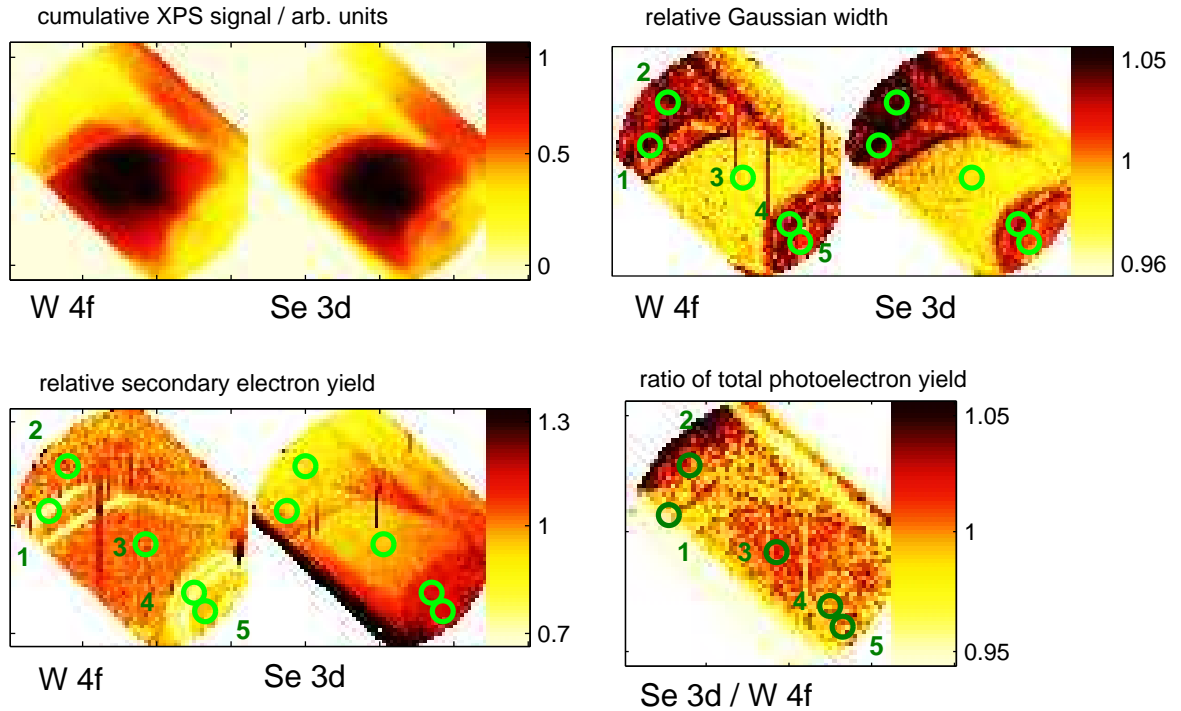 cumulative XPS signal / arb. units
1
0.5
0
W 4f
Se 3d
relative Gaussian width
2
1
3
4
5
1.05
1
0.96
W 4f
Se 3d
relative secondary electron yield
2
1
3
4
5
1.3
1
0.7
W 4f
Se 3d
ratio of total photoelectron yield
2
1
3
4
5
1.05
1
0.95
Se 3d / W 4f